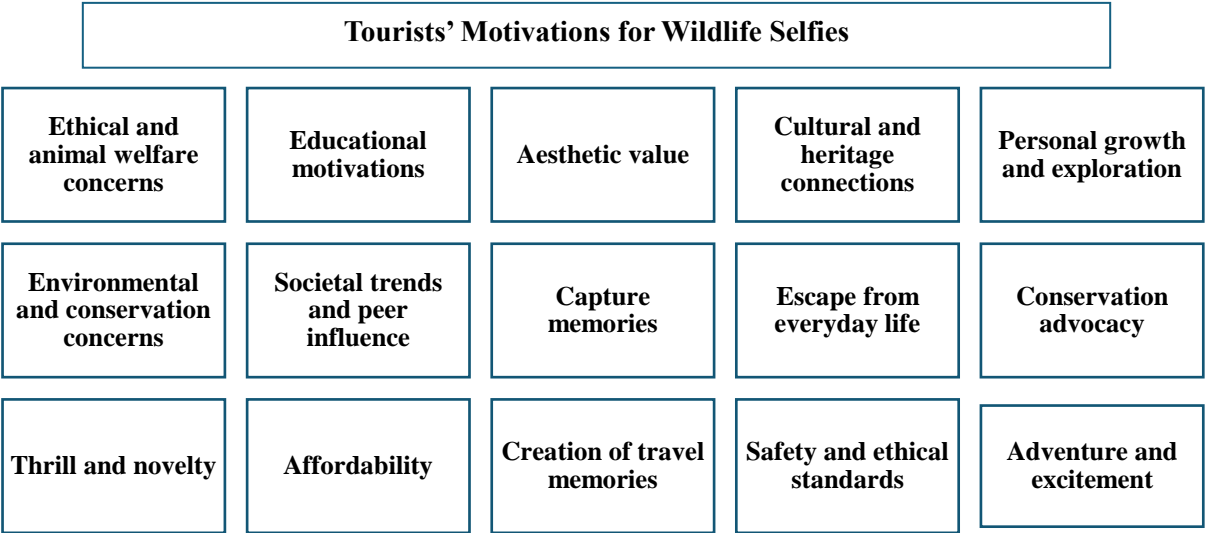 Tourists’ Motivations for Wildlife Selfies
Ethical and
animal welfare
concerns
Educational
motivations
Aesthetic value
Cultural and
heritage
connections
Personal growth
and exploration
Environmental
and conservation
concerns
Societal trends
and peer
influence
Capture
memories
Escape from
everyday life
Conservation
advocacy
Thrill and novelty
Affordability
Creation of travel
memories
Safety and ethical
standards
Adventure and
excitement